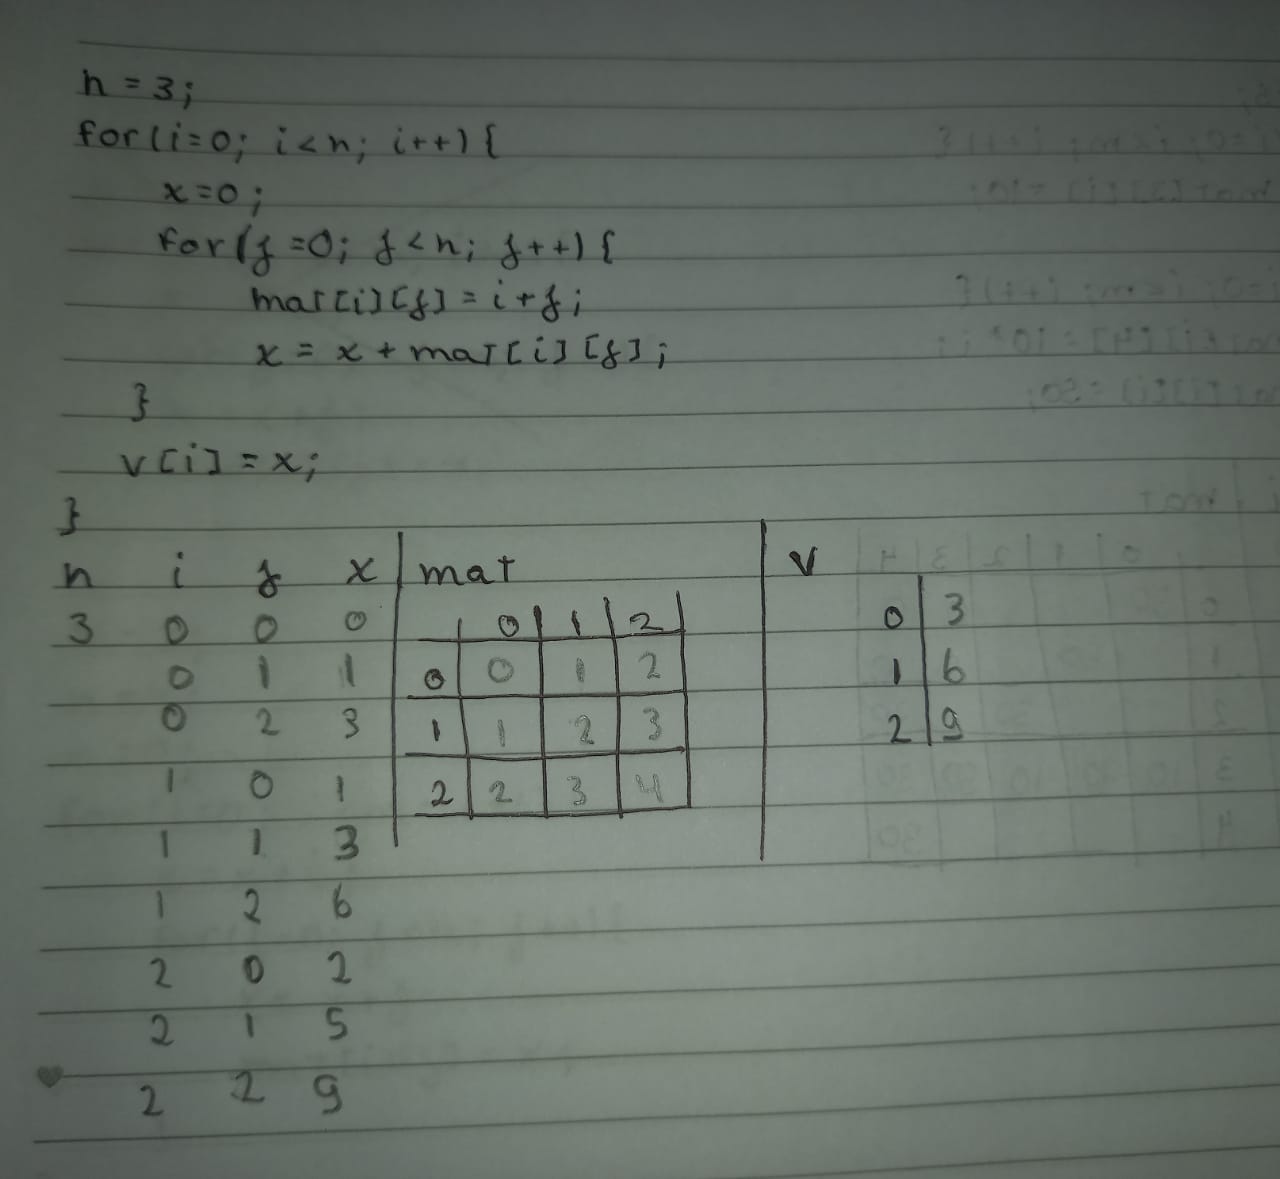 n = 3;
for(i=0; i<n; i++){
x=0;
for(j=0; j<n; j++){
mat[i][j] = i+j;
x = x + mat[i][j];
}
v[i] = x;
}
n i j x mat v
3 0 0 0 0 1 2 0 3
0 1 1 0 0 1 2 1 6
0 2 3 1 1 2 3 2 9
1 0 1 2 2 3 4
1 1 3
1 2 6
2 0 2
2 1 5
2 2 9